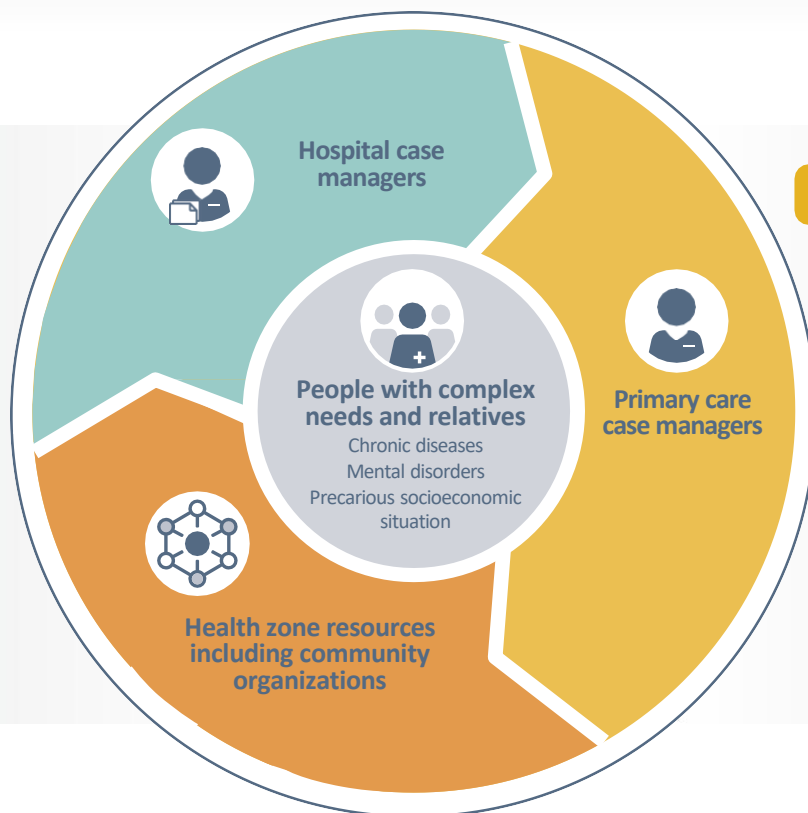 Hospital case
managers
People with complex
needs and relatives
Chronic diseases
Mental disorders
Precarious socioeconomic
situation
Primary care
case managers
Health zone resources
including community
organizations